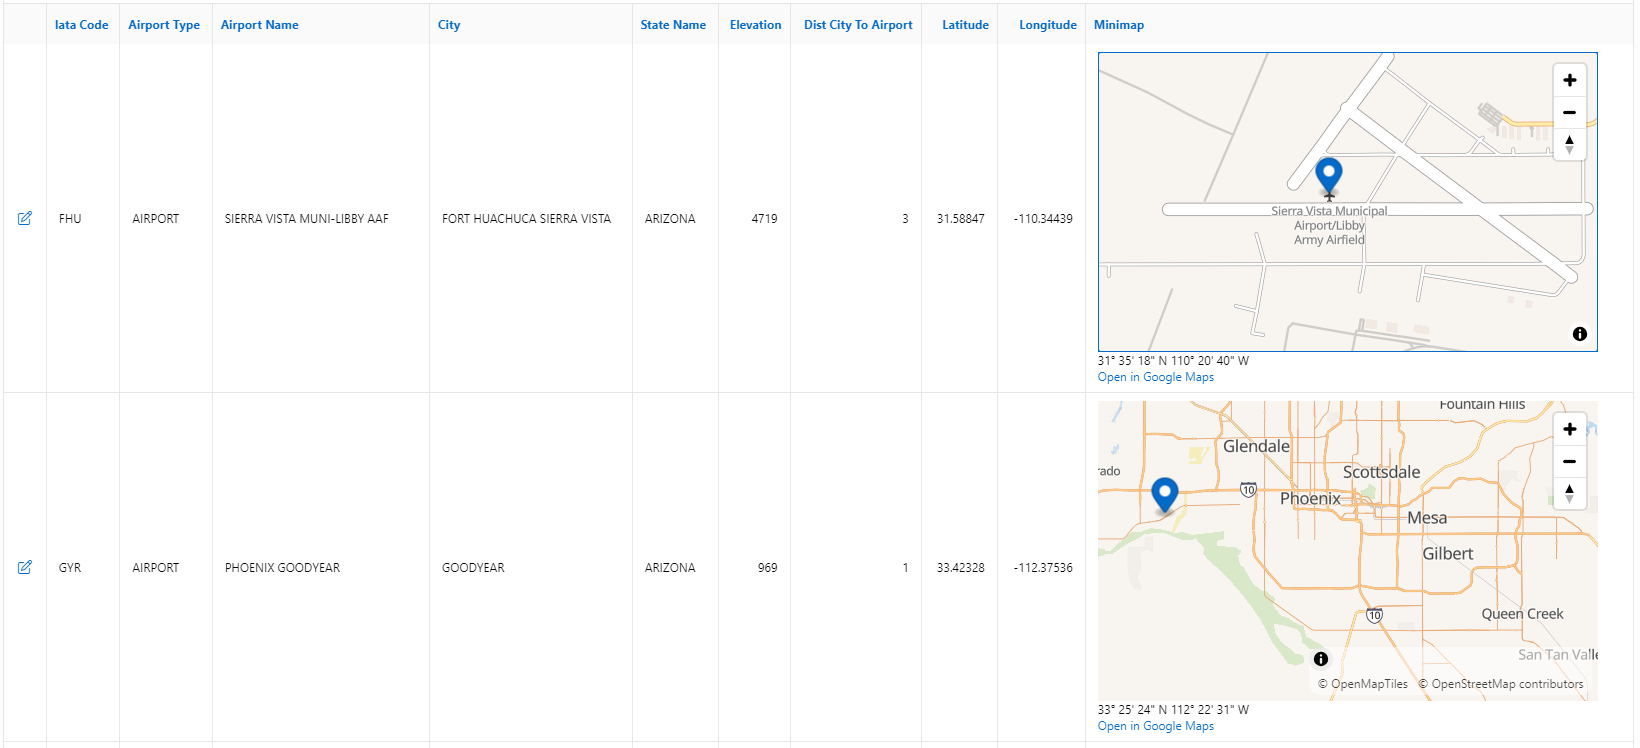 Iata Code Airport Type Airport Name City State Name Elevation Dist City To Airport Latitude Longitude Minimap
FHU AIRPORT SIERRA VISTA MUNI-LIBBY AAF FORT HUACHUCA SIERRA VISTA ARIZONA 4719 3 31.58847 -110.34439
Sierra Vista Municipal
Airport/Libby
Army Airfield
31° 35' 18" N 110° 20' 40" W
Open in Google Maps
Fountain Hills
Glendale
rado
Scottsdale
10
Phoenix
Mesa
Gilbert
GYR AIRPORT PHOENIX GOODYEAR GOODYEAR ARIZONA 969 1 33.42328 -112.37536
10
Queen Creek
San Tan Valle
© OpenMapTiles © OpenStreetMap contributors
33° 25' 24" N 112° 22' 31" W
Open in Google Maps